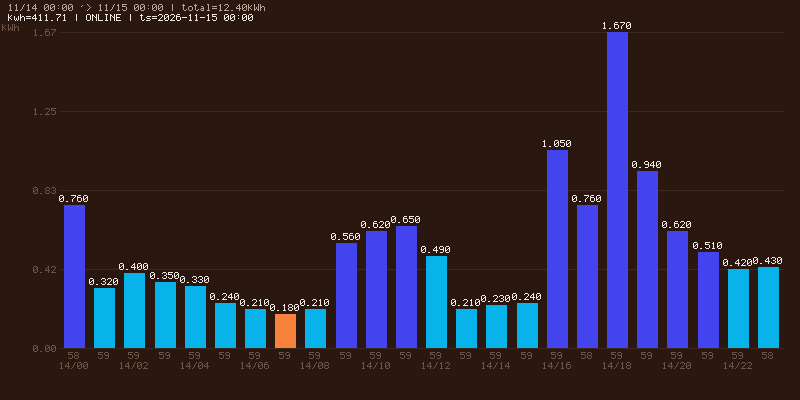 11/14 00:00 -> 11/15 00:00 | total=12.40KWh
Kwh=411.71 | ONLINE | ts=2026-11-15 00:00
KWh
1.67
1.25
0.83
0.42
0.00
0.760 0.320 0.400 0.350 0.330 0.240 0.210 0.180 0.210 0.560 0.620 0.650 0.490 0.210 0.230 0.240 1.050 0.760 1.670 0.940 0.620 0.510 0.420 0.430
58 59 59 59 59 59 59 59 59 59 59 59 59 59 59 59 59 58 59 59 59 59 59 58
14/00 14/02 14/04 14/06 14/08 14/10 14/12 14/14 14/16 14/18 14/20 14/22